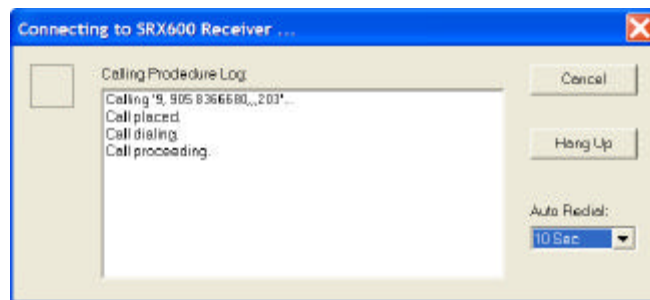 Connecting to SRX600 Receiver ...
Calling Prodedure Log:
Cancel
Calling '9, 905 8366680,,,203'...
Call placed.
Call dialing.
Call proceeding.
Hang Up
Auto Redial:
10 Sec